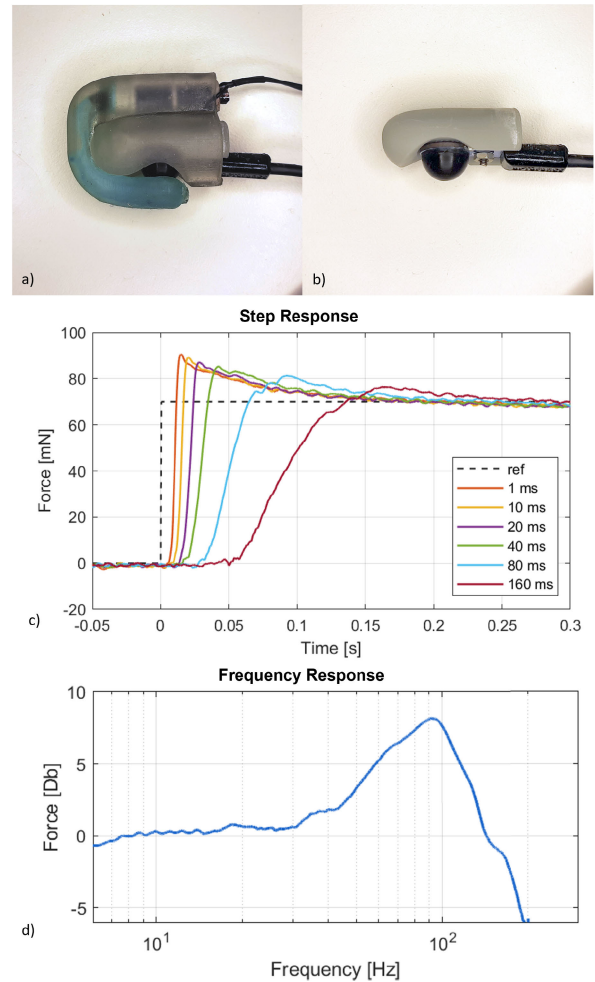 a)
b)
Step Response
100
80
60
40
20
0
-20
Force [mN]
ref
1 ms
10 ms
20 ms
40 ms
80 ms
160 ms
-0.05
0
0.05
0.1
0.15
0.2
0.25
0.3
c)
Time [s]
Frequency Response
10
5
0
-5
Force [Db]
d)
10¹
10²
Frequency [Hz]